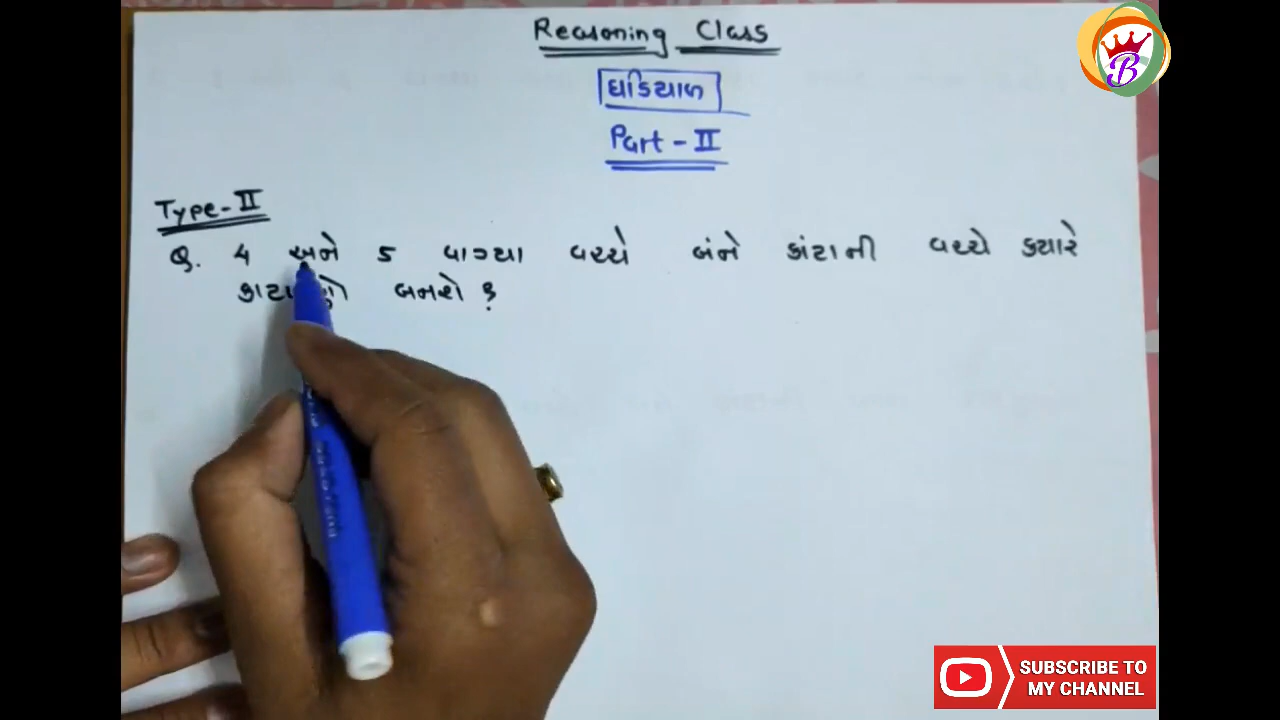 Reasoning Class
ઘડિયાળ
Part - II
Type - II
Q. 4 અને 5 વાગ્યા વચ્ચે બંને કાંટાની વચ્ચે ક્યારે
બનશે ?
B
SUBSCRIBE TO
MY CHANNEL